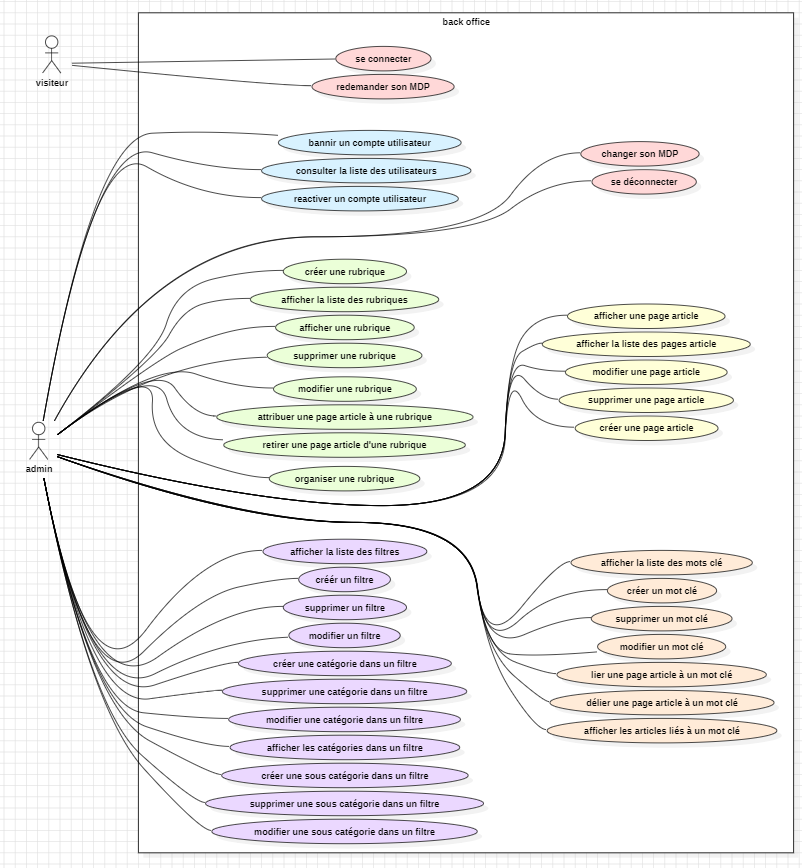 back office
visiteur
se connecter
redemander son MDP
bannir un compte utilisateur
consulter la liste des utilisateurs
reactiver un compte utilisateur
changer son MDP
se déconnecter
créer une rubrique
afficher la liste des rubriques
afficher une rubrique
supprimer une rubrique
modifier une rubrique
attribuer une page article à une rubrique
retirer une page article d'une rubrique
organiser une rubrique
afficher une page article
afficher la liste des pages article
modifier une page article
supprimer une page article
créer une page article
admin
afficher la liste des filtres
créér un filtre
supprimer un filtre
modifier un filtre
créer une catégorie dans un filtre
supprimer une catégorie dans un filtre
modifier une catégorie dans un filtre
afficher les catégories dans un filtre
créer une sous catégorie dans un filtre
supprimer une sous catégorie dans un filtre
modifier une sous catégorie dans un filtre
afficher la liste des mots clé
créer un mot clé
supprimer un mot clé
modifier un mot clé
lier une page article à un mot clé
délier une page article à un mot clé
afficher les articles liés à un mot clé